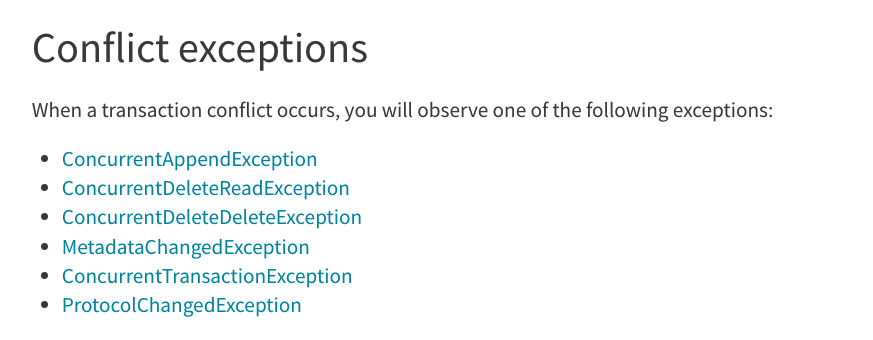 Conflict exceptions
When a transaction conflict occurs, you will observe one of the following exceptions:
• ConcurrentAppendException
• ConcurrentDeleteReadException
• ConcurrentDeleteDeleteException
• MetadataChangedException
• ConcurrentTransactionException
• ProtocolChangedException